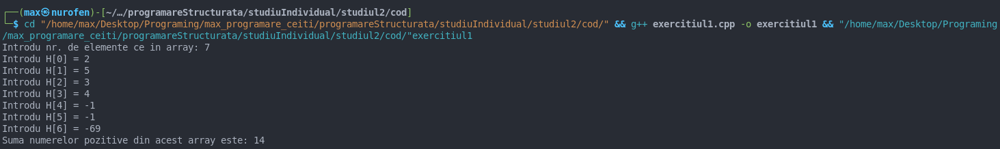 ┌──(max㉿nurofen)-[~/…/programareStructurata/studiuIndividual/studiul2/cod]
└─$ cd "/home/max/Desktop/Programing/max_programare_ceiti/programareStructurata/studiuIndividual/studiul2/cod/" && g++ exercitiul1.cpp -o exercitiul1 && "/home/max/Desktop/Programing
/max_programare_ceiti/programareStructurata/studiuIndividual/studiul2/cod/"exercitiul1
Introdu nr. de elemente ce in array: 7
Introdu H[0] = 2
Introdu H[1] = 5
Introdu H[2] = 3
Introdu H[3] = 4
Introdu H[4] = -1
Introdu H[5] = -1
Introdu H[6] = -69
Suma numerelor pozitive din acest array este: 14